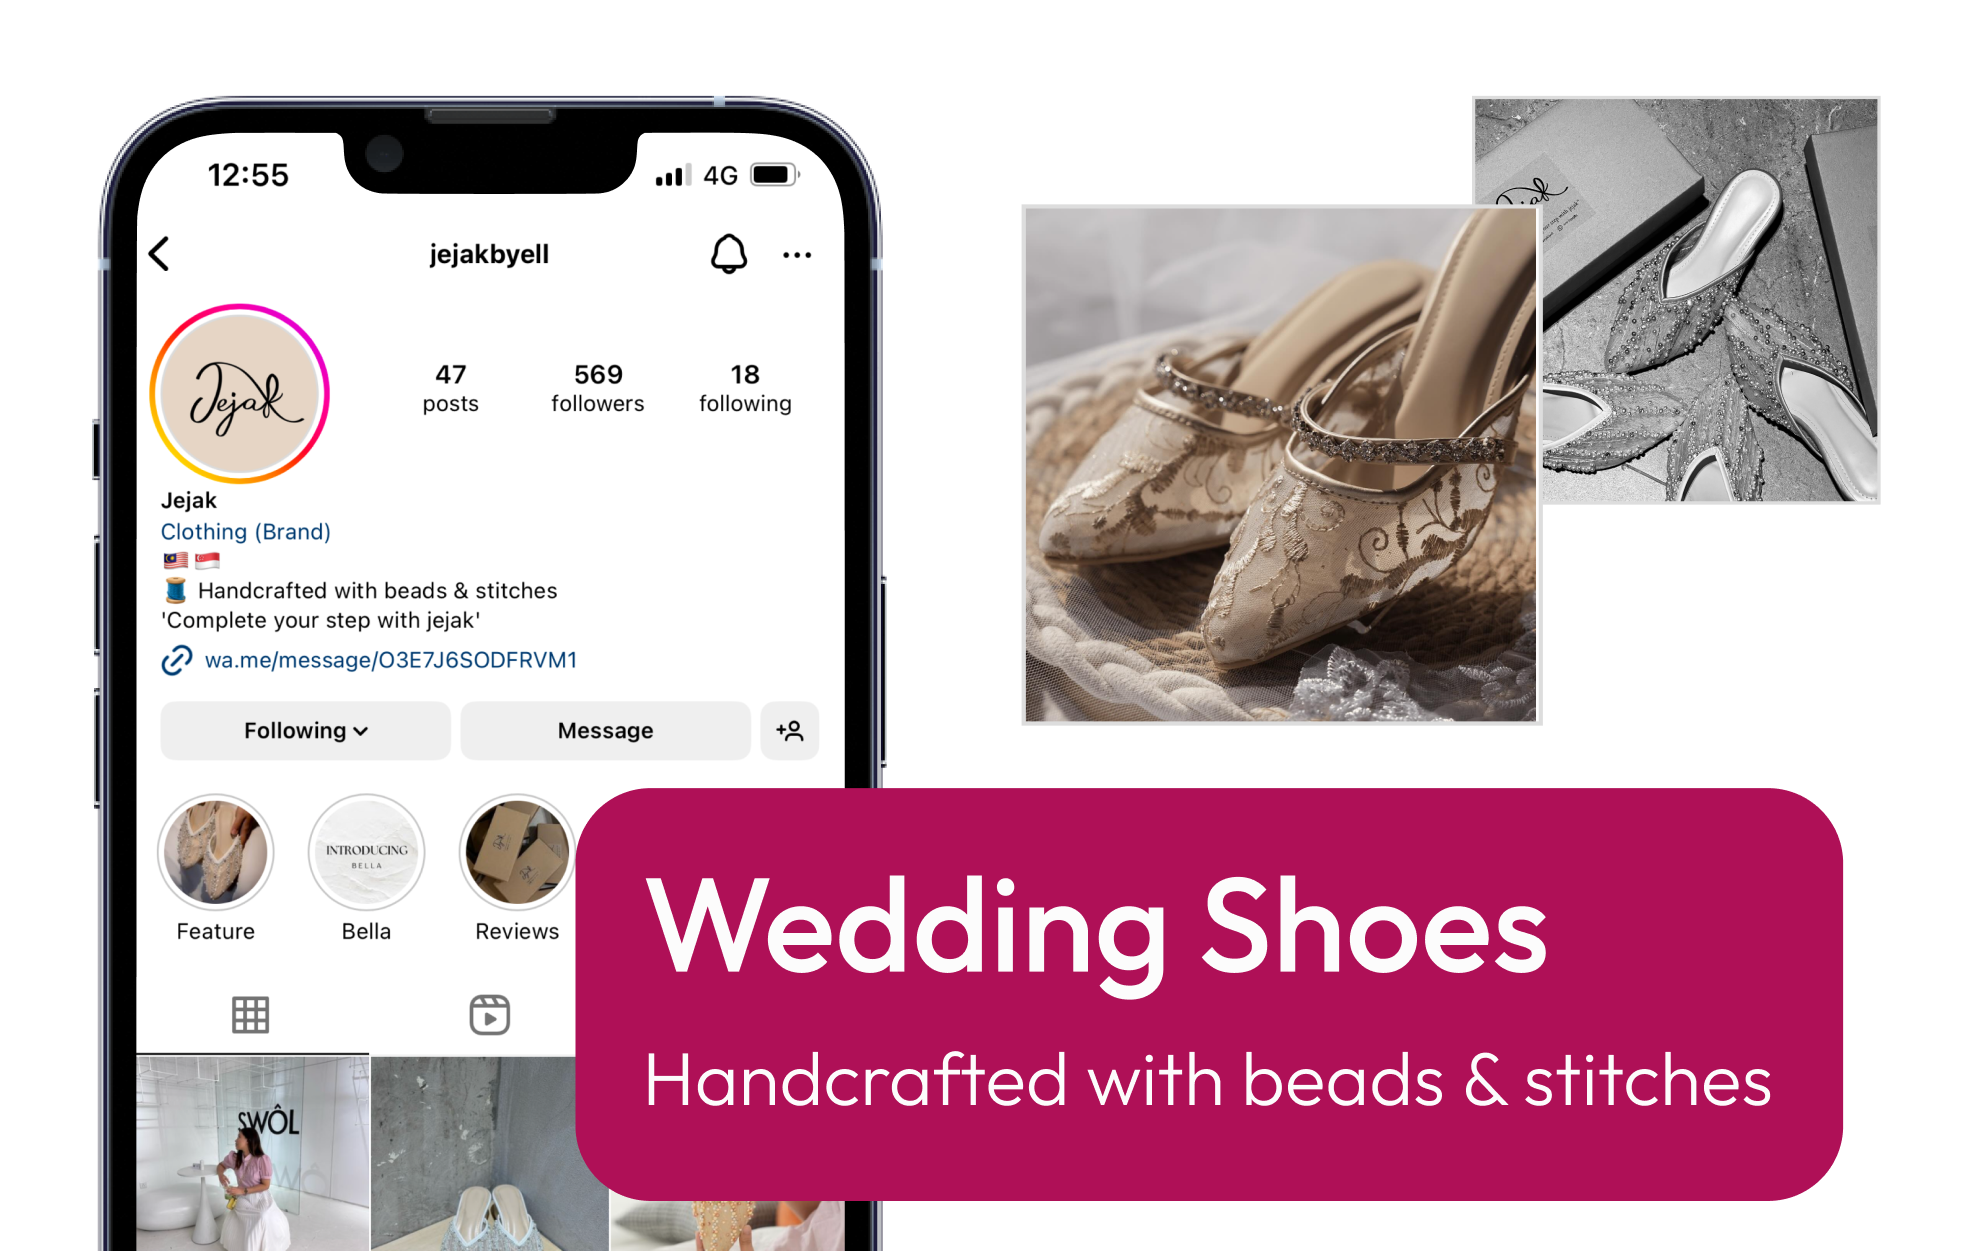 12:55
4G
jejakbyell
Jejak
47
569
18
posts
followers
following
Jejak
Clothing (Brand)
Handcrafted with beads & stitches
'Complete your step with jejak'
wa.me/message/O3E7J6SODFRVM1
Following
Message
INTRODUCING
BELLA
Feature
Bella
Reviews
SWÔL
Jejak
Wedding Shoes
Handcrafted with beads & stitches